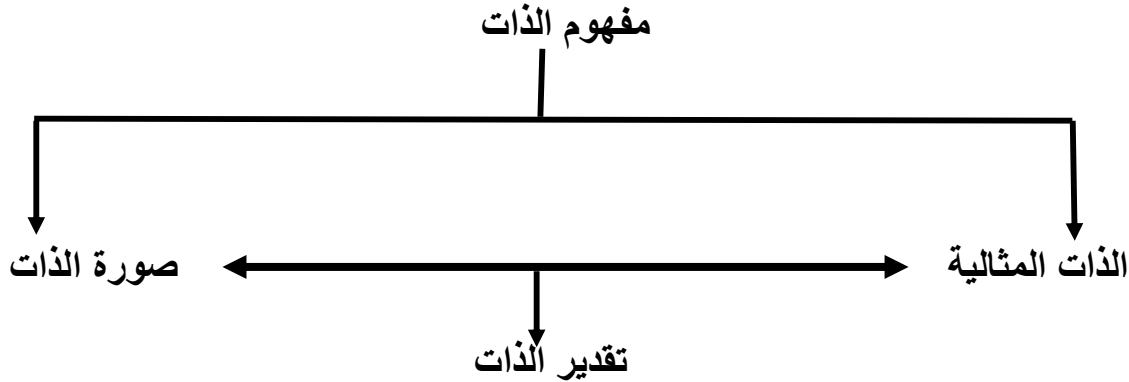 مفهوم الذات
الذات المثالية
صورة الذات
تقدير الذات